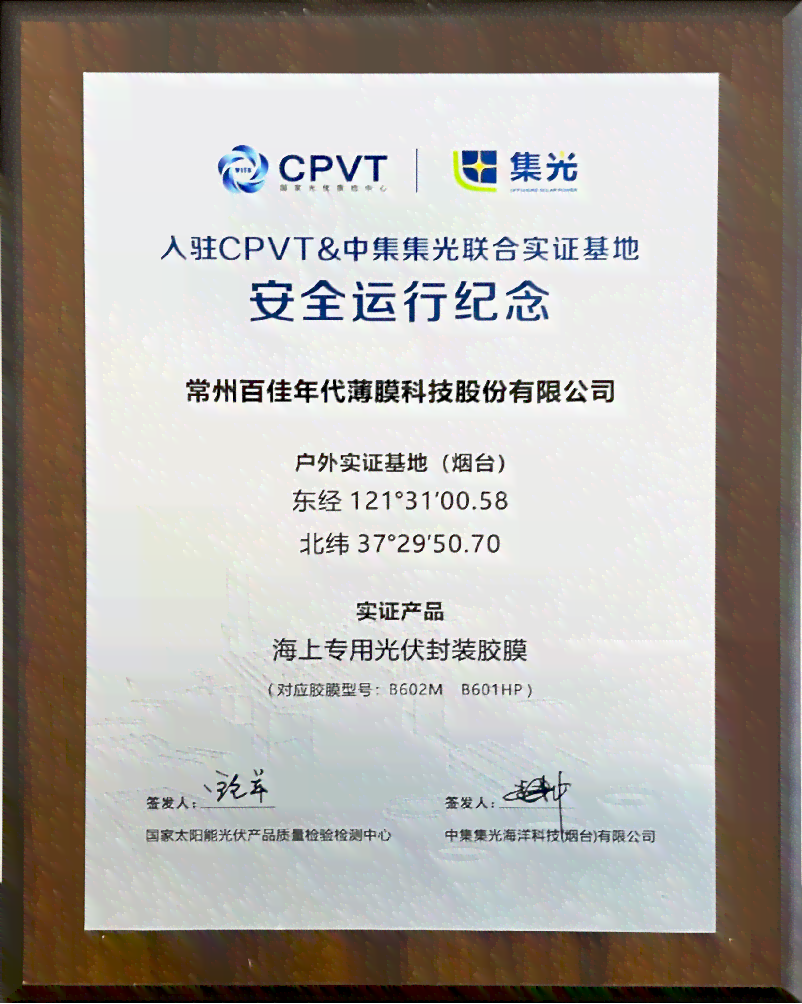 CPVT
国家光伏质检中心
集光
OFFSHORE SOLAR POWER
入驻CPVT&中集集光联合实证基地
安全运行纪念
常州百佳年代薄膜科技股份有限公司
户外实证基地（烟台）
东经 121°31′00.58
北纬 37°29′50.70
实证产品
海上专用光伏封装胶膜
（对应胶膜型号：B602M B601HP）
签发人：
签发人：
国家太阳能光伏产品质量检验检测中心
中集集光海洋科技(烟台)有限公司